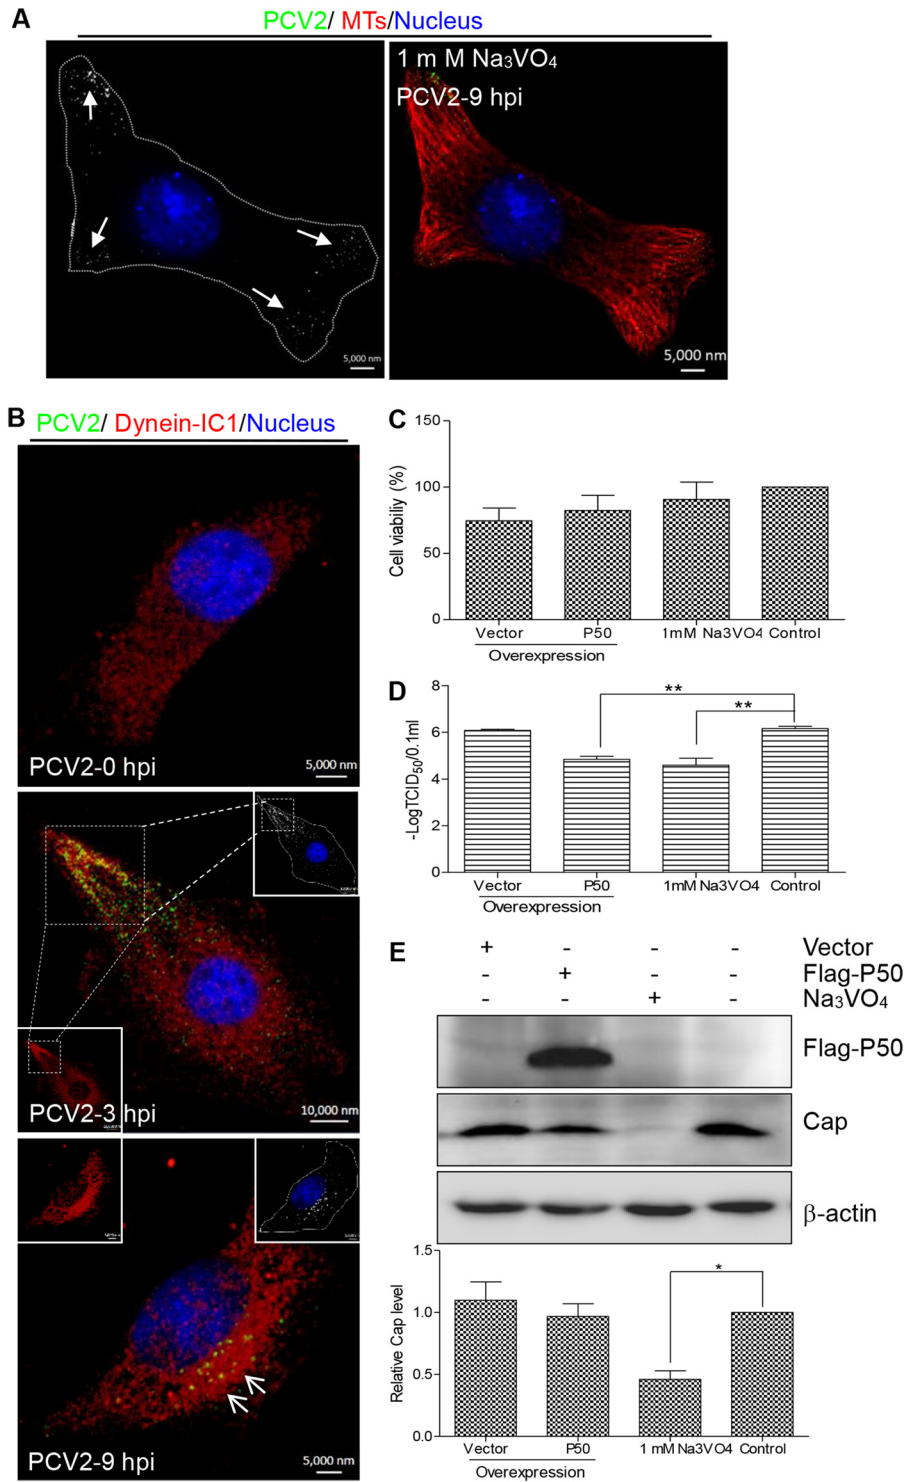 A
PCV2/ MTs/Nucleus
1 m M Na₃VO₄
PCV2-9 hpi
5,000 nm
5,000 nm
B
PCV2/ Dynein-IC1/Nucleus
PCV2-0 hpi
5,000 nm
PCV2-3 hpi
10,000 nm
PCV2-9 hpi
5,000 nm
C
Cell viabiliy (%)
150
100
50
0
Vector P50 1mM Na3VO4 Control
Overexpression
D
-LogTCID₅₀/0.1ml
8
6
4
2
0
**
**
Vector P50 1mM Na3VO4 Control
Overexpression
E
+ - - - Vector
- + - - Flag-P50
- - + - Na₃VO₄
Flag-P50
Cap
β-actin
Relative Cap level
1.5
1.0
0.5
0.0
*
Vector P50 1 mM Na3VO4 Control
Overexpression